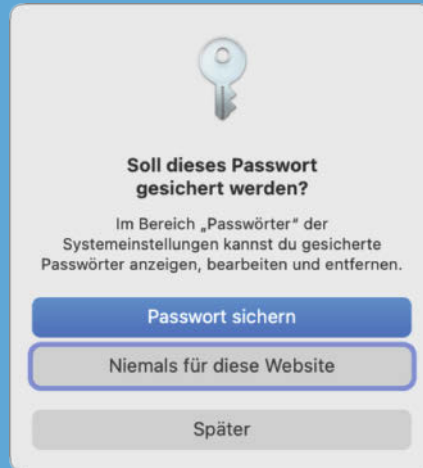 Soll dieses Passwort
gesichert werden?
Im Bereich „Passwörter“ der
Systemeinstellungen kannst du gesicherte
Passwörter anzeigen, bearbeiten und entfernen.
Passwort sichern
Niemals für diese Website
Später